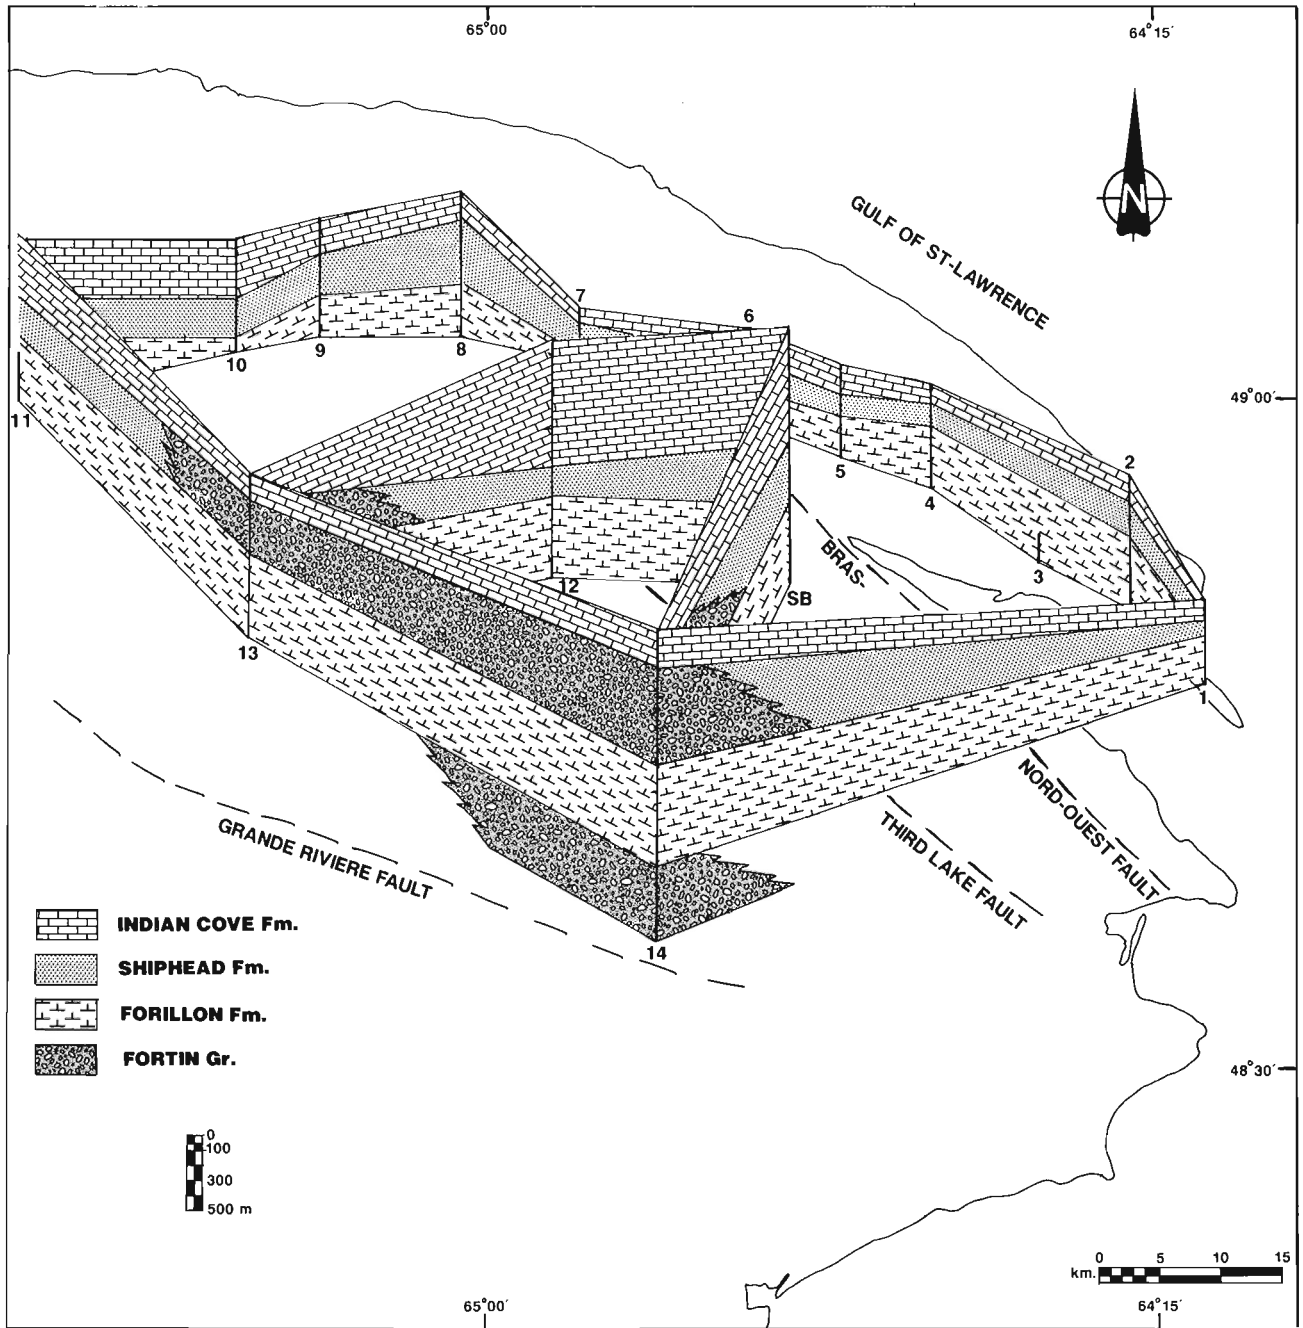 65°00
64°15'
N
GULF OF ST-LAWRENCE
7
6
10
9
8
49°00'
11
5
4
2
3
BRAS-
12
SB
13
1
NORD-OUEST FAULT
THIRD LAKE FAULT
GRANDE RIVIERE FAULT
14
INDIAN COVE Fm.
SHIPHEAD Fm.
FORILLON Fm.
FORTIN Gr.
48°30'
0
100
300
500 m
0 5 10 15
km.
65°00'
64°15'